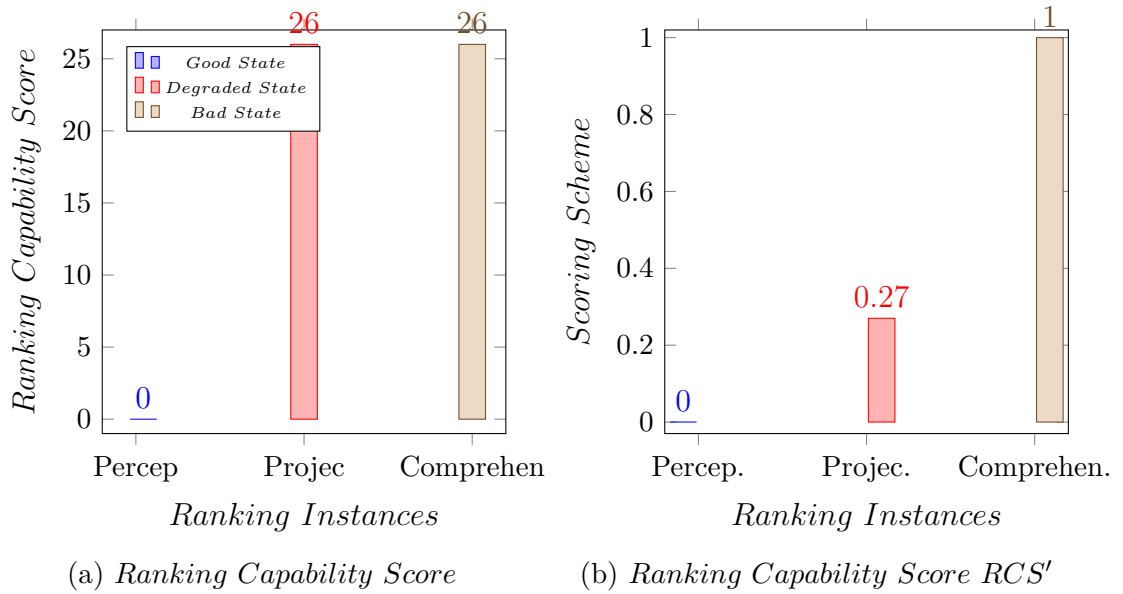 26
26
25
20
15
10
5
0
0
Ranking Capability Score
Good State
Degraded State
Bad State
Percep
Projec
Comprehen
Ranking Instances
(a) Ranking Capability Score
1
1
0.8
0.6
0.4
0.2
0
0
0.27
Scoring Scheme
Percep.
Projec.
Comprehen.
Ranking Instances
(b) Ranking Capability Score RCS′